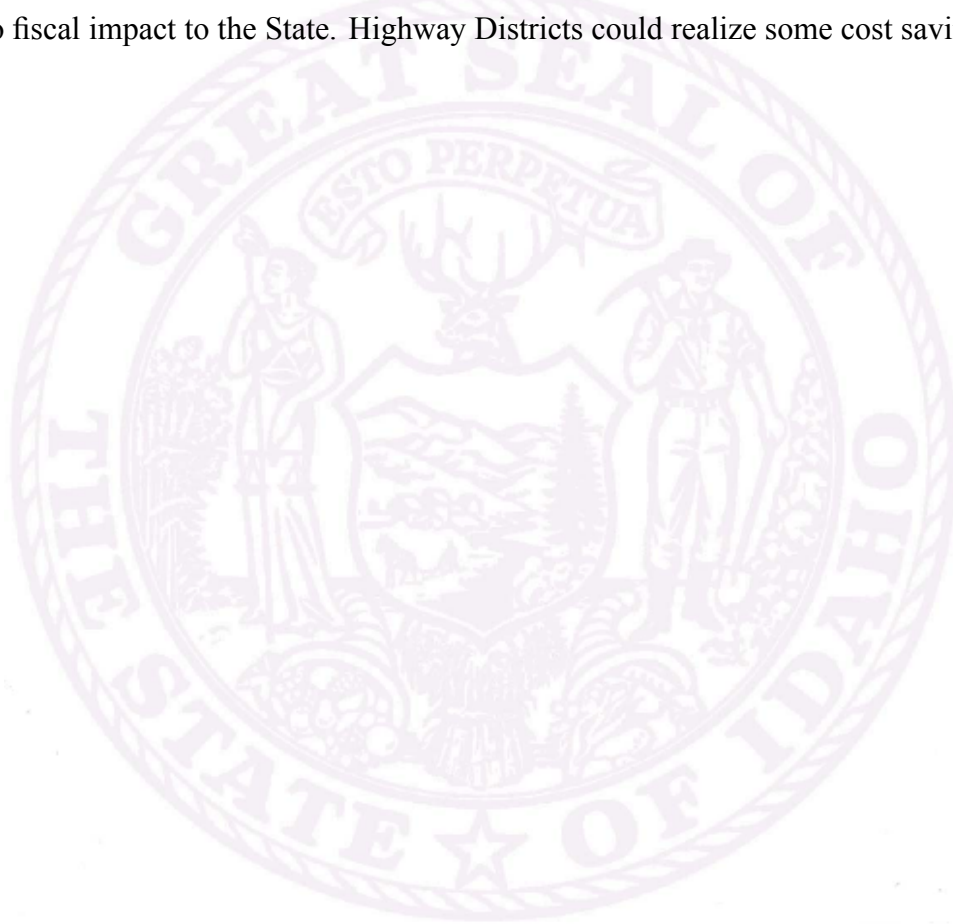 fiscal impact to the State. Highway Districts could realize some cost
GREAT SEAL OF
ESTO PERPETUA
THE STATE OF IDAHO